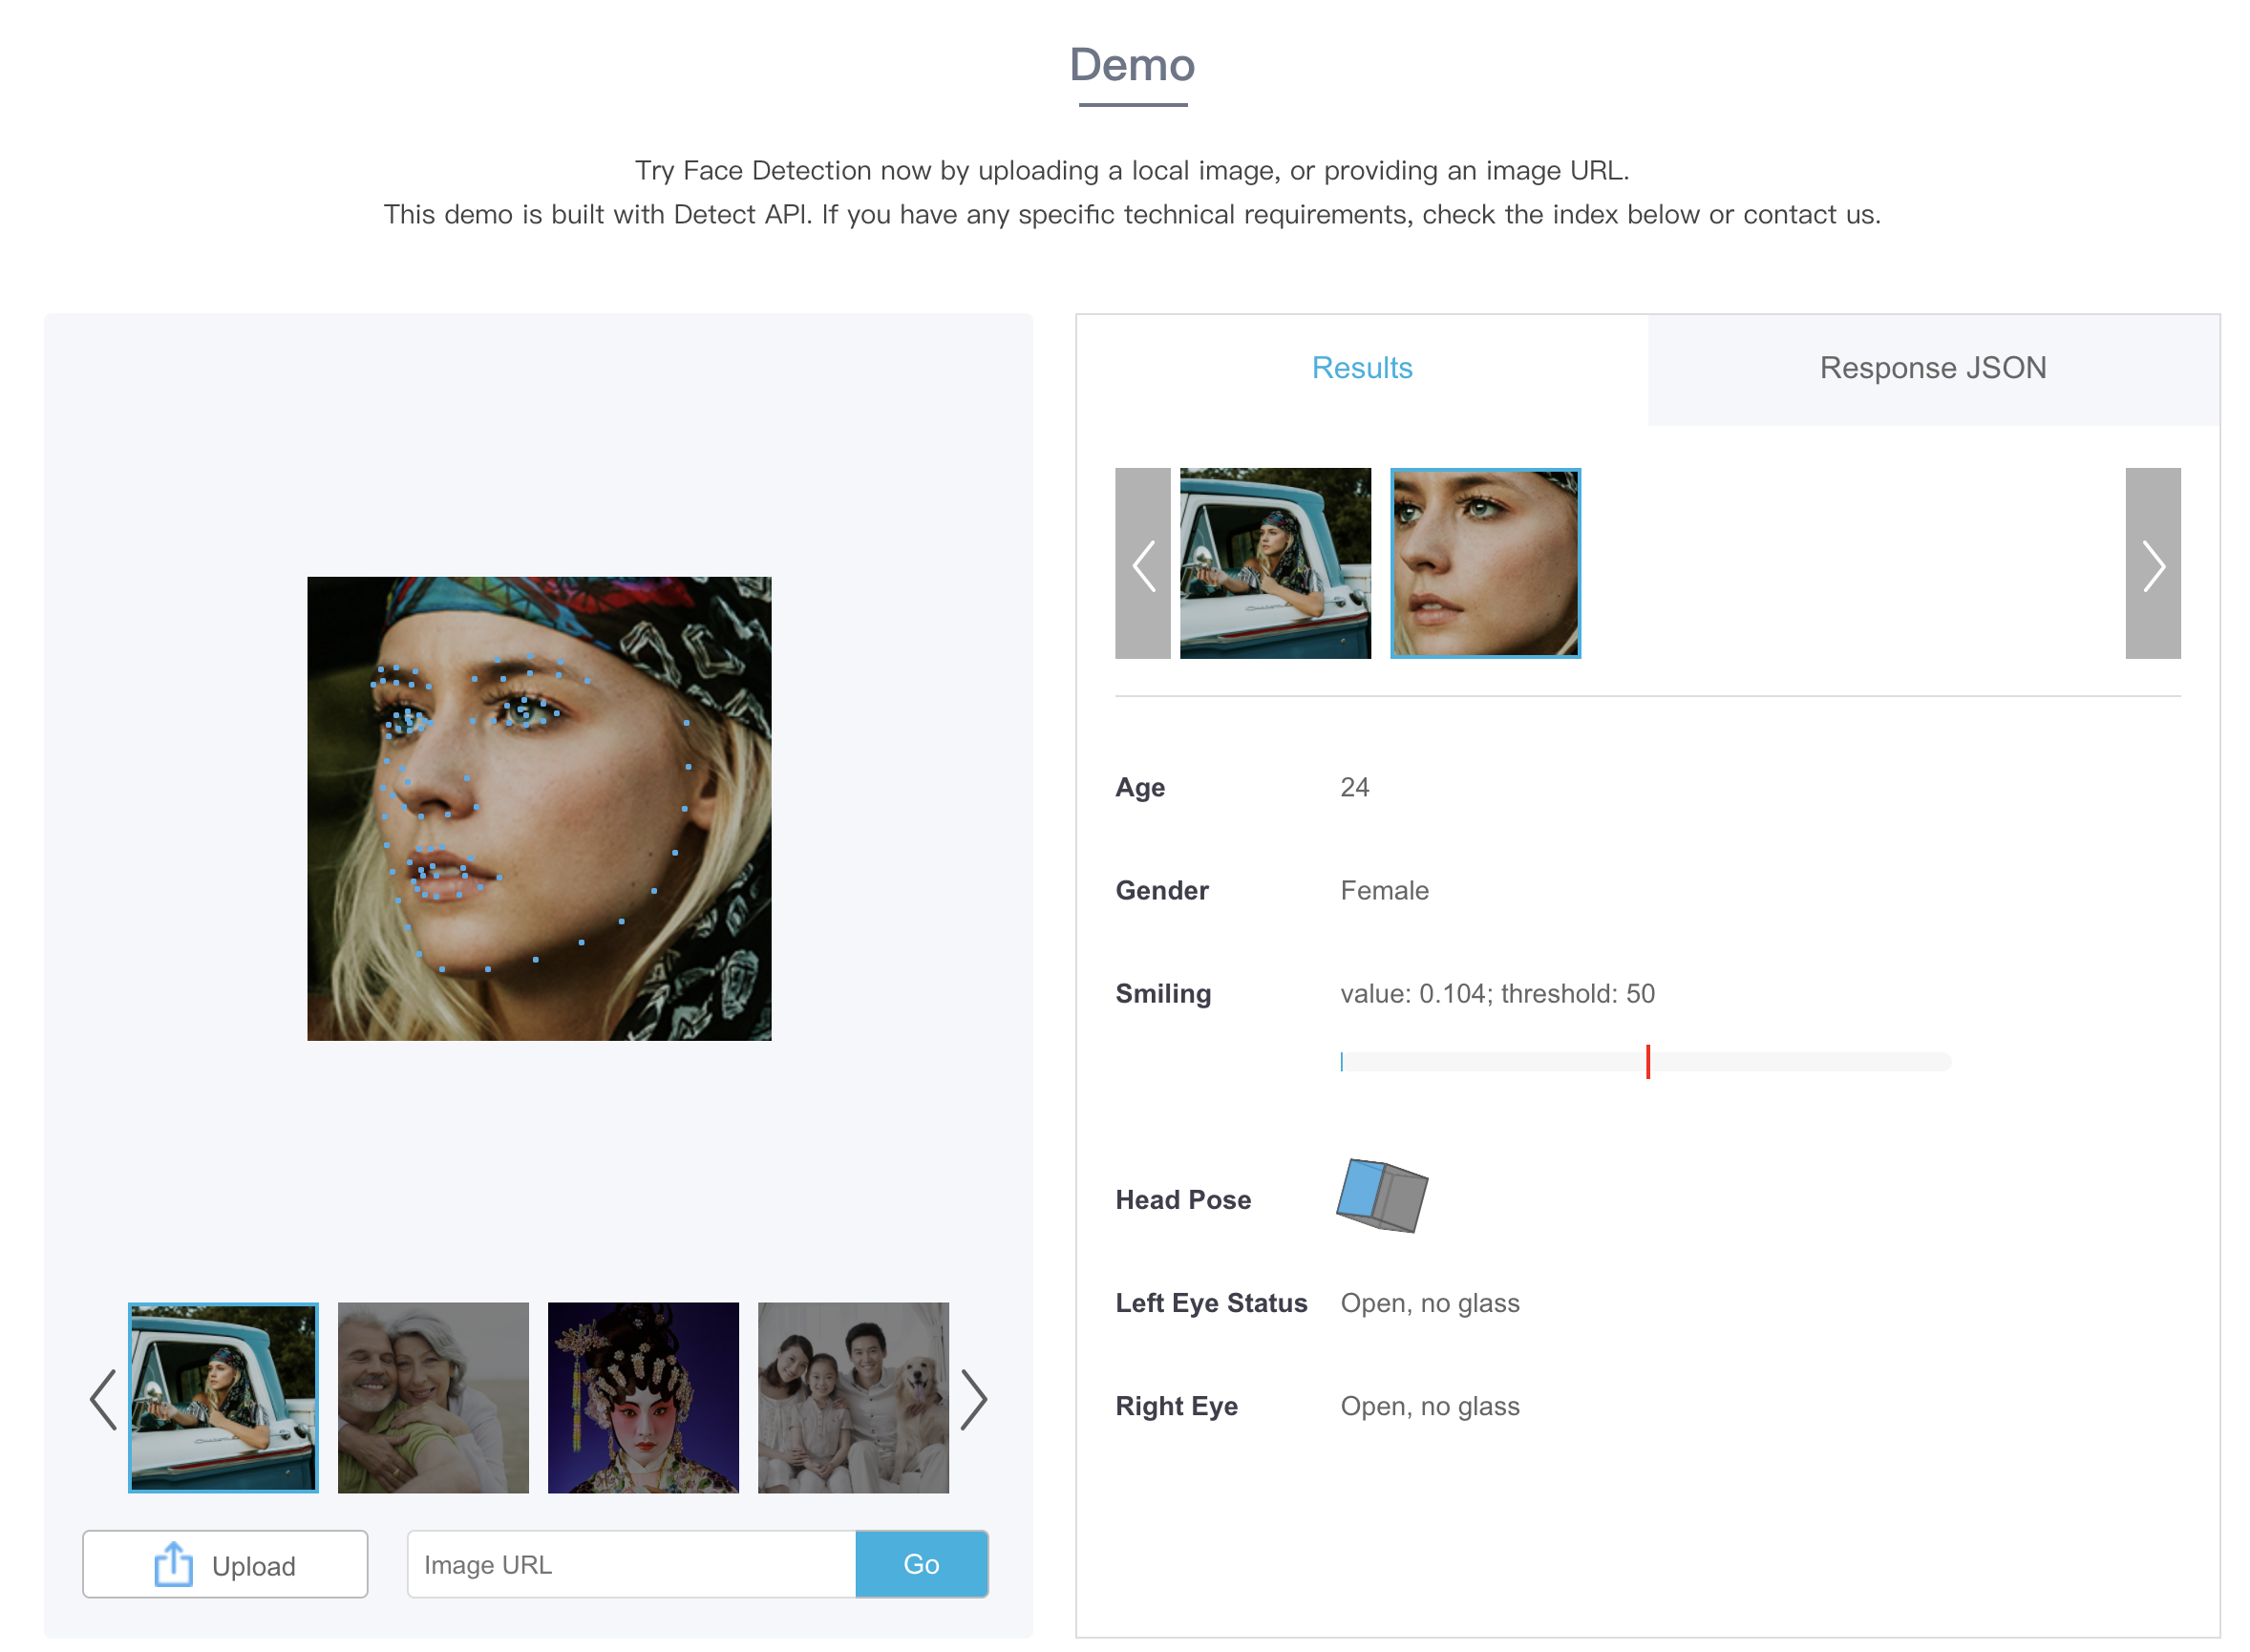 Demo
Try Face Detection now by uploading a local image, or providing an image URL.
This demo is built with Detect API. If you have any specific technical requirements, check the index below or contact us.
Results
Response JSON
Age
24
Gender
Female
Smiling
value: 0.104; threshold: 50
Head Pose
Left Eye Status
Open, no glass
Right Eye
Open, no glass
Upload
Image URL
Go